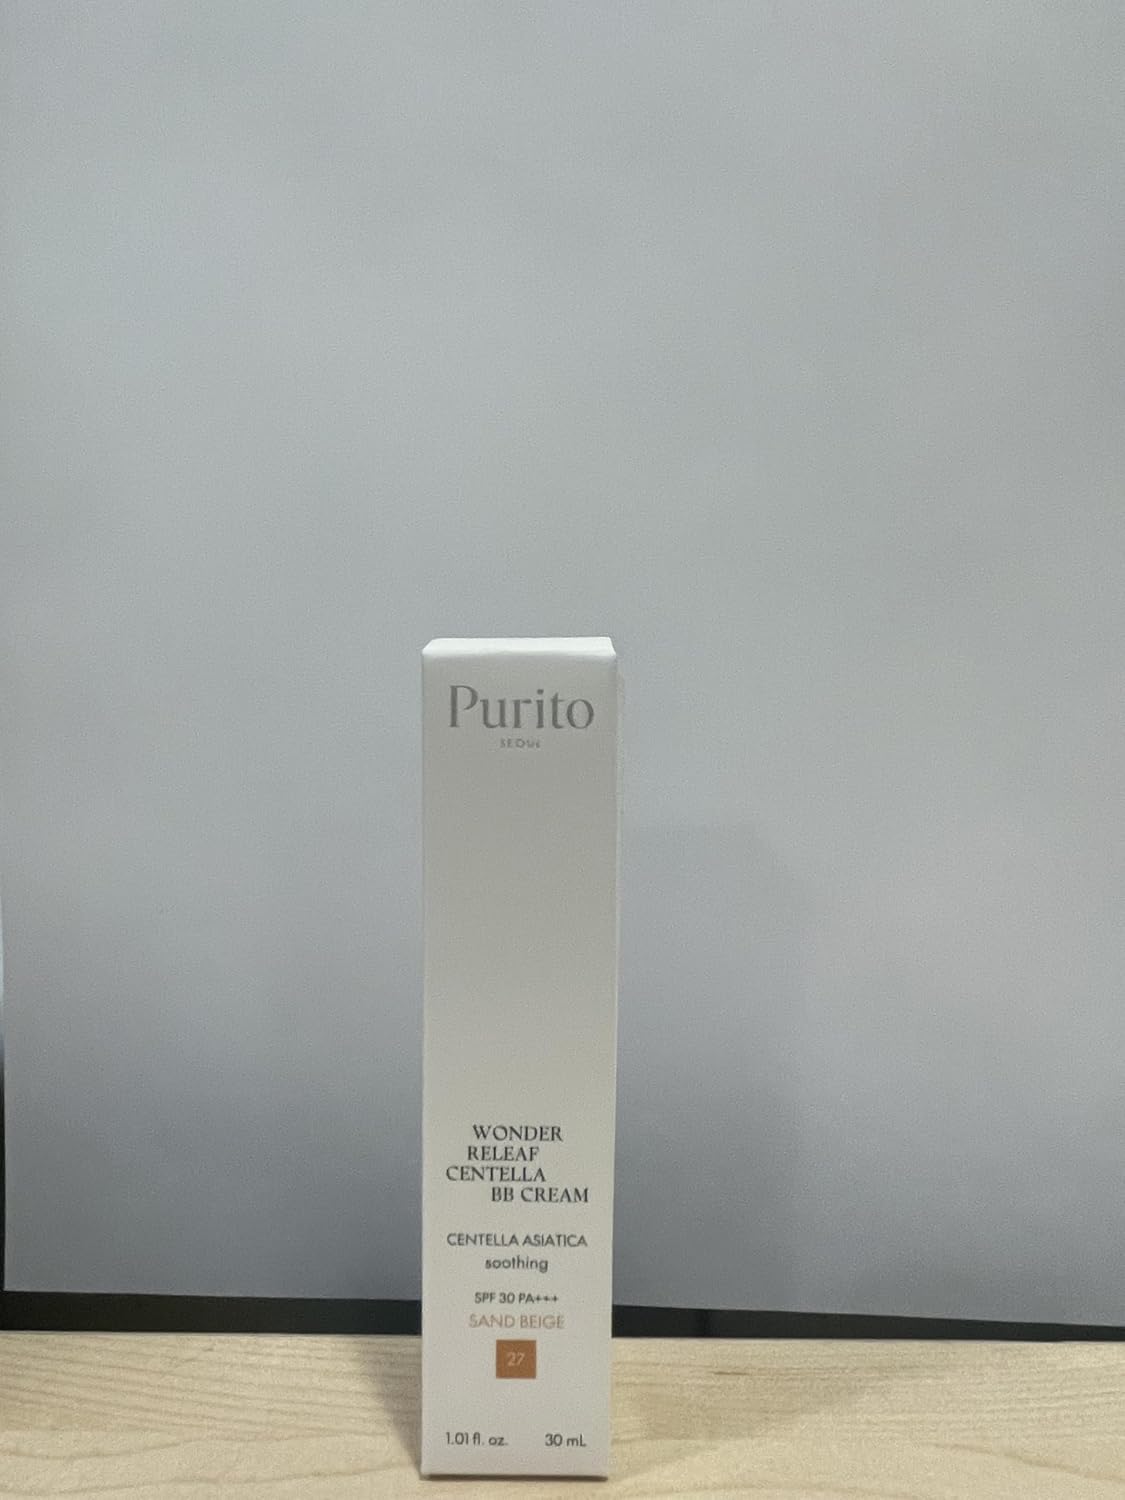 Purito
SEOUL
WONDER
RELEAF
CENTELLA
BB CREAM
CENTELLA ASIATICA
soothing
SPF 30 PA+++
SAND BEIGE
27
1.01 fl. oz. 30 mL